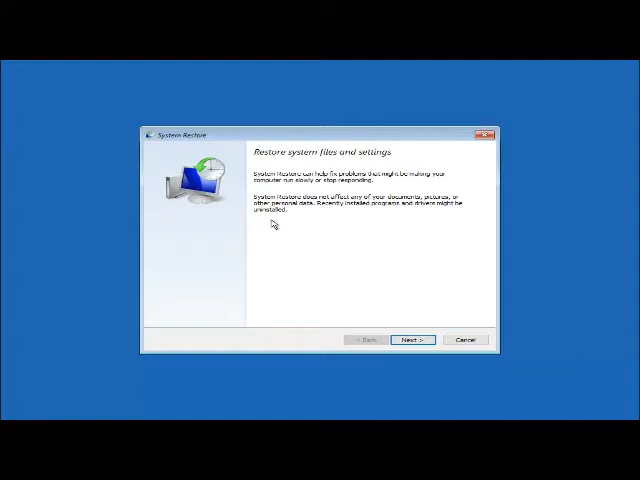 System Restore
Restore system files and settings
System Restore can help fix problems that might be making your
computer run slowly or stop responding.
System Restore does not affect any of your documents, pictures, or
other personal data. Recently installed programs and drivers might be
uninstalled.
< Back
Next >
Cancel